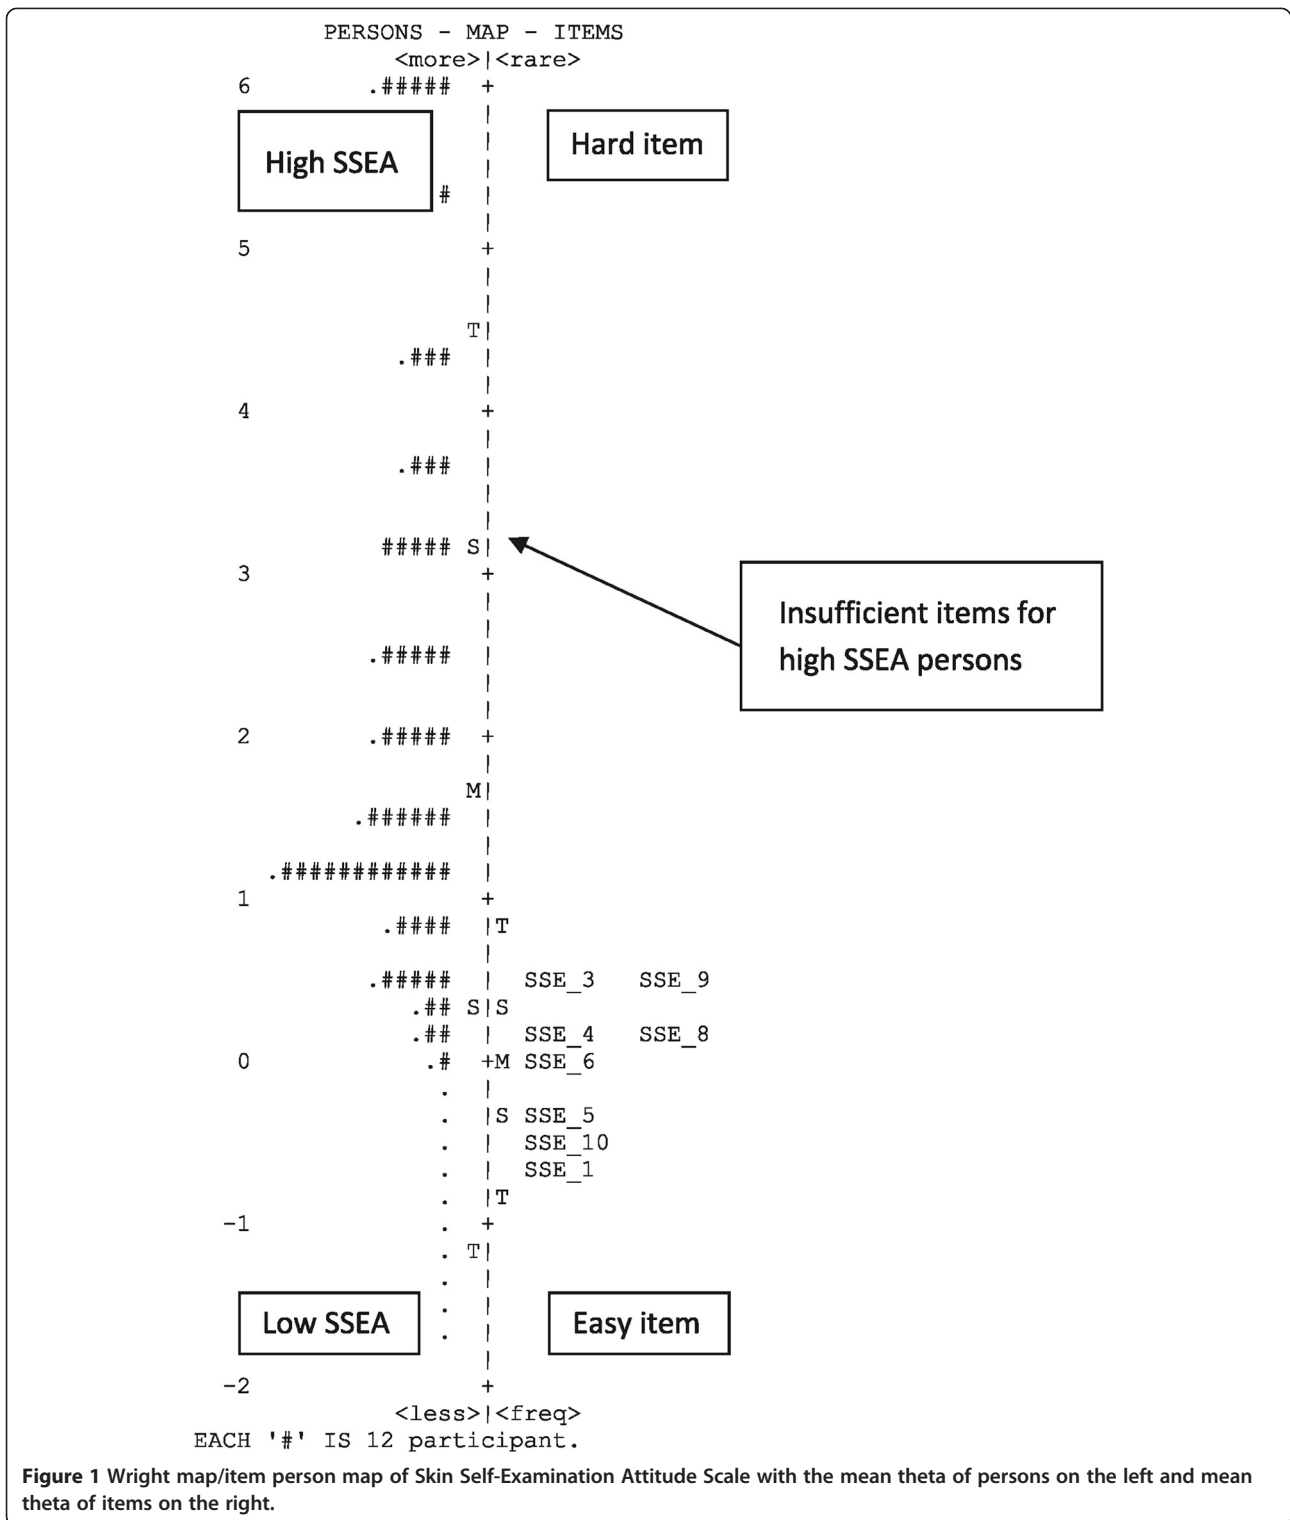 PERSONS - MAP - ITEMS
<more>|<rare>
6 .##### +
|
High SSEA | Hard item
|
# |
|
5 +
|
|
T|
.### |
|
4 +
|
.### |
|
|
##### S|
3 +
|
Insufficient items for
.##### |
high SSEA persons
|
2 .##### +
|
M|
.###### |
|
.############ |
1 +
.#### |T
|
.##### | SSE_3 SSE_9
.## S|S
.## | SSE_4 SSE_8
0 .# +M SSE_6
. |
. |S SSE_5
. | SSE_10
. | SSE_1
. |T
-1 . +
. T|
. |
Low SSEA . | Easy item
. |
|
-2 +
<less>|<freq>
EACH '#' IS 12 participant.
Figure 1 Wright map/item person map of Skin Self-Examination Attitude Scale with the mean theta of persons on the left and mean
theta of items on the right.